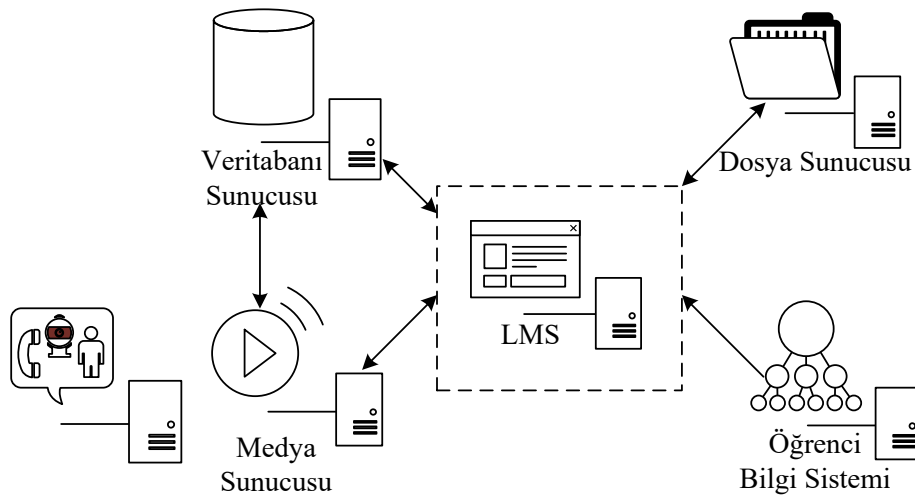 Veritabanı
Sunucusu
Dosya Sunucusu
LMS
Medya
Sunucusu
Öğrenci
Bilgi Sistemi